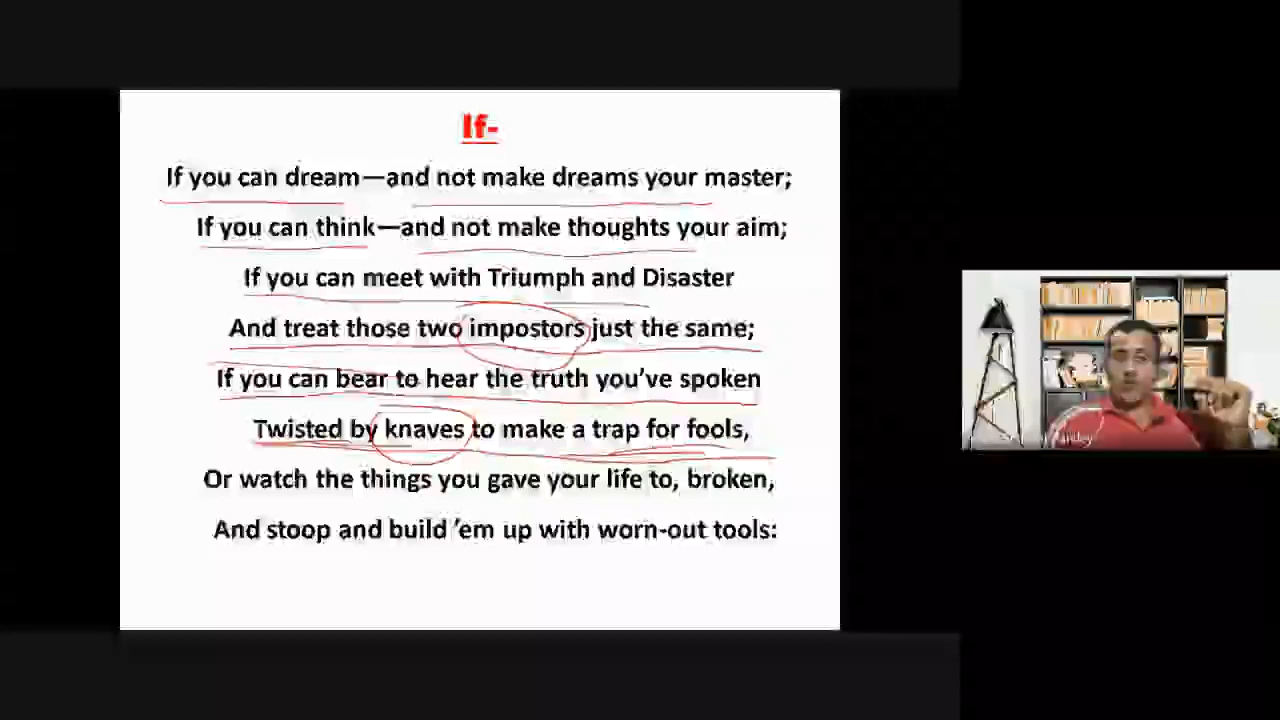 If-
If you can dream—and not make dreams your master;
If you can think—and not make thoughts your aim;
If you can meet with Triumph and Disaster
And treat those two impostors just the same;
If you can bear to hear the truth you’ve spoken
Twisted by knaves to make a trap for fools,
Or watch the things you gave your life to, broken,
And stoop and build ’em up with worn-out tools: